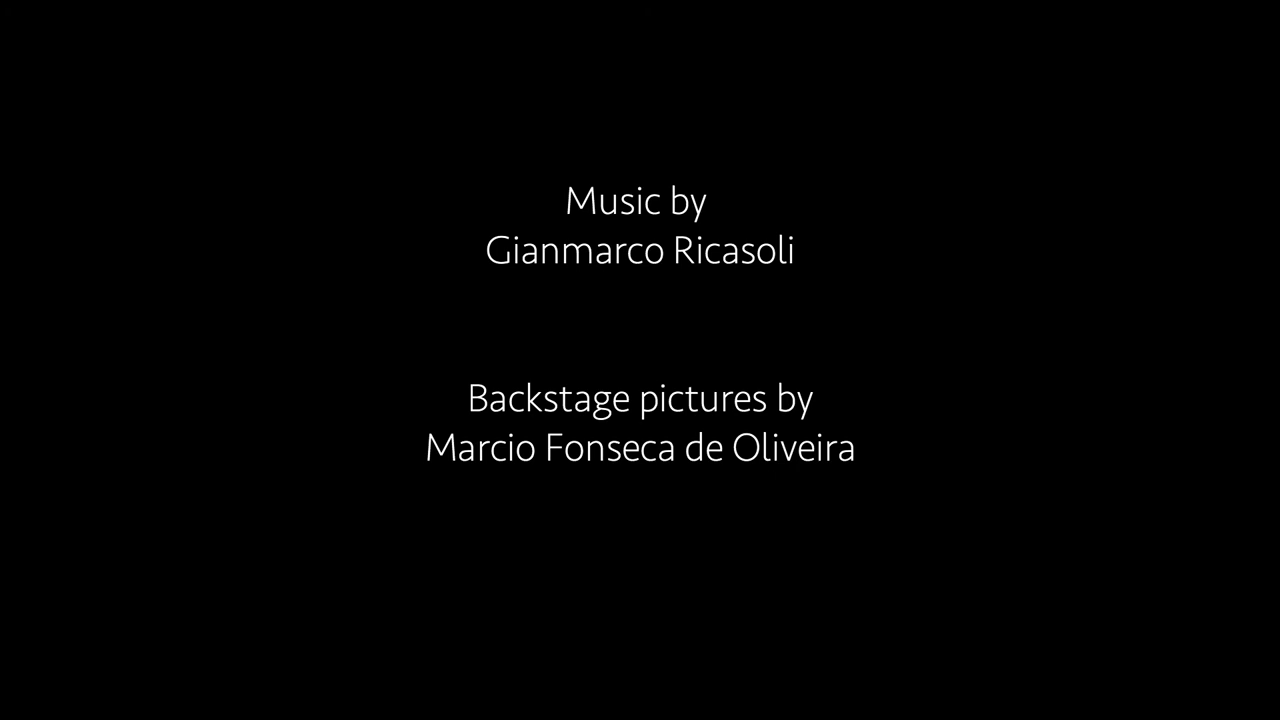 Music by
Gianmarco Ricasoli
Backstage pictures by
Marcio Fonseca de Oliveira